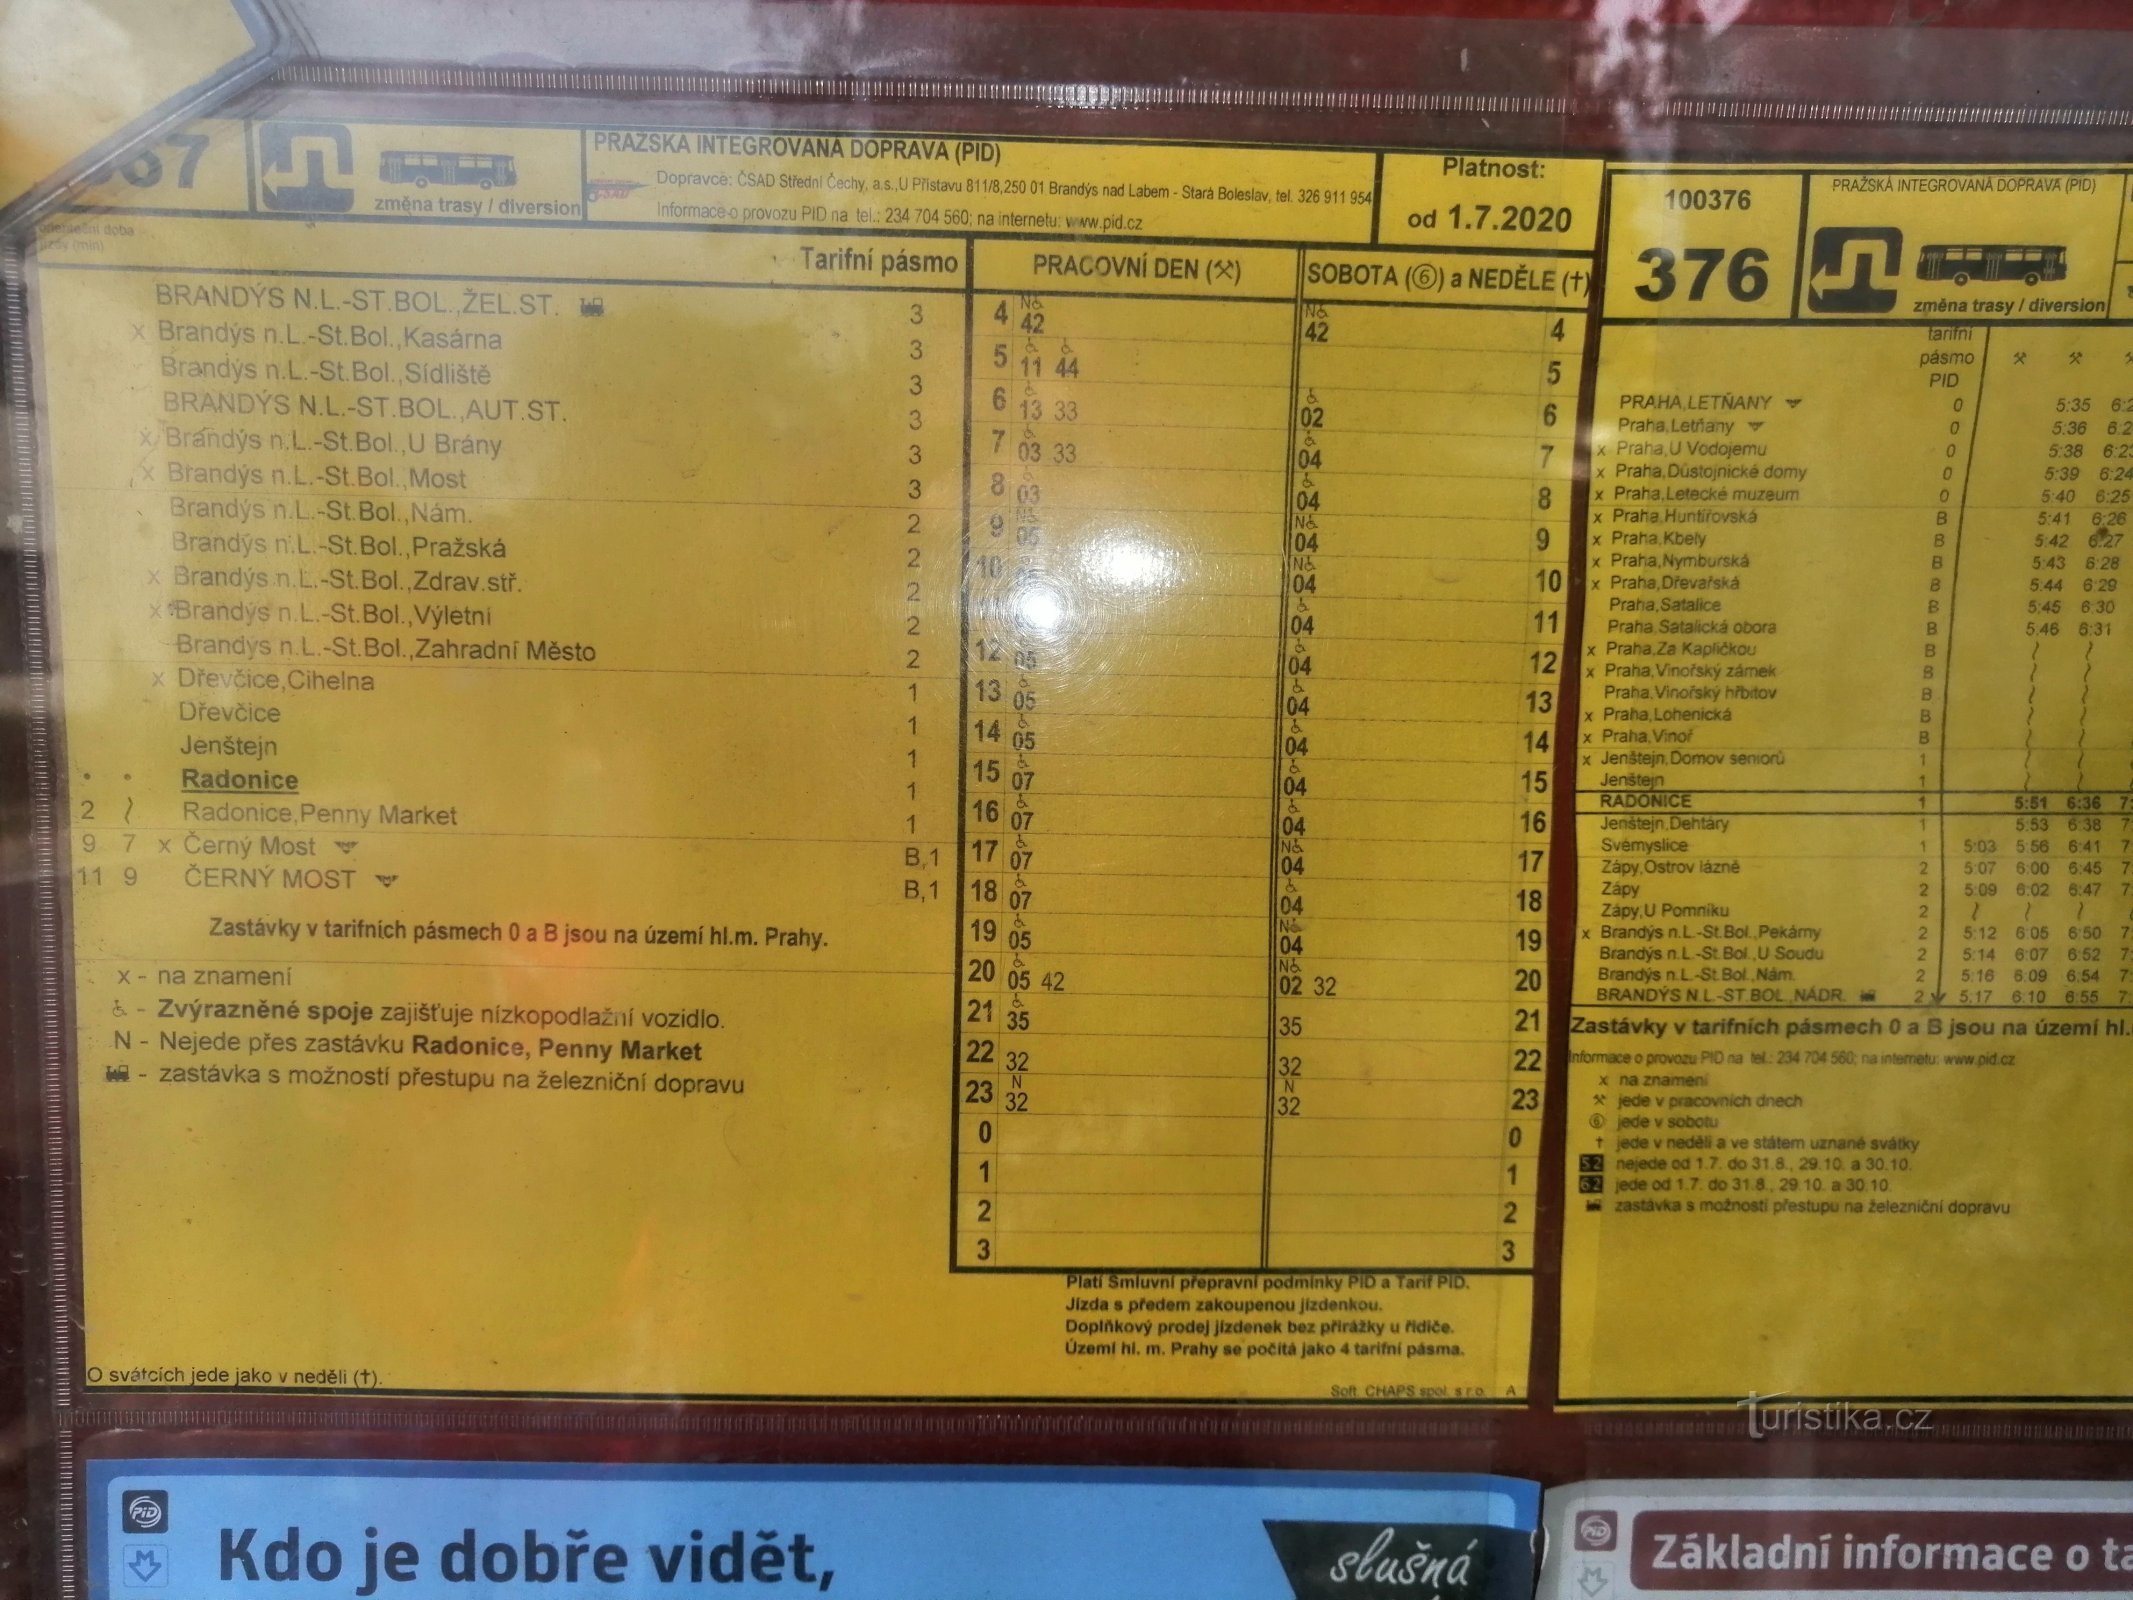 67
změna trasy / diversion
PRAŽSKÁ INTEGROVANÁ DOPRAVA (PID)
Dopravce: ČSAD Střední Čechy, a.s.,U Přístavu 811/8,250 01 Brandýs nad Labem - Stará Boleslav, tel. 326 911 954
Informace o provozu PID na tel.: 234 704 560; na internetu: www.pid.cz
Platnost:
od 1.7.2020
doba
jízdy (min)
Tarifní pásmo
BRANDÝS N.L.-ST.BOL.,ŽEL.ST. 3
x Brandýs n.L.-St.Bol.,Kasárna 3
Brandýs n.L.-St.Bol.,Sídliště 3
BRANDÝS N.L.-ST.BOL.,AUT.ST. 3
x Brandýs n.L.-St.Bol.,U Brány 3
x Brandýs n.L.-St.Bol.,Most 3
Brandýs n.L.-St.Bol.,Nám. 2
Brandýs n.L.-St.Bol.,Pražská 2
x Brandýs n.L.-St.Bol.,Zdrav.stř. 2
x Brandýs n.L.-St.Bol.,Výletní 2
Brandýs n.L.-St.Bol.,Zahradní Město 2
x Dřevčice,Cihelna 1
Dřevčice 1
Jenštejn 1
• • Radonice 1
2 Radonice,Penny Market 1
9 7 x Černý Most B,1
11 9 ČERNÝ MOST B,1
Zastávky v tarifních pásmech 0 a B jsou na území hl.m. Prahy.
x - na znamení
♿ - Zvýrazněné spoje zajišťuje nízkopodlažní vozidlo.
N - Nejede přes zastávku Radonice, Penny Market
- zastávka s možností přestupu na železniční dopravu
O svátcích jede jako v neděli (†).
PRACOVNÍ DEN (⚒) SOBOTA (⑥) a NEDĚLE (†)
4 N♿ 42 N♿ 42 4
5 ♿ 11 ♿ 44 5
6 ♿ 13 33 ♿ 02 6
7 ♿ 03 33 ♿ 04 7
8 ♿ 03 ♿ 04 8
9 N♿ 05 N♿ 04 9
10 N♿ 04 10
♿ 04 11
12 05 ♿ 04 12
13 ♿ 05 ♿ 04 13
14 ♿ 05 ♿ 04 14
15 ♿ 07 ♿ 04 15
16 ♿ 07 ♿ 04 16
17 ♿ 07 N♿ 04 17
18 ♿ 07 ♿ 04 18
19 ♿ 05 N♿ 04 19
20 ♿ 05 42 N♿ 02 32 20
21 ♿ 35 35 21
22 32 32 22
23 N 32 N 32 23
0 0
1 1
2 2
3 3
Platí Smluvní přepravní podmínky PID a Tarif PID.
Jízda s předem zakoupenou jízdenkou.
Doplňkový prodej jízdenek bez přirážky u řidiče.
Území hl. m. Prahy se počítá jako 4 tarifní pásma.
Soft. CHAPS spol. s r.o. A
100376
376
PRAŽSKÁ INTEGROVANÁ DOPRAVA (PID)
změna trasy / diversion
tarifní
pásmo ⚒ ⚒
PID
PRAHA,LETŇANY 0 5:35
Praha,Letňany 0 5:36
x Praha,U Vodojemu 0 5:38
x Praha,Důstojnické domy 0 5:39 6:24
x Praha,Letecké muzeum 0 5:40 6:25
x Praha,Huntířovská B 5:41 6:26
x Praha,Kbely B 5:42 6:27
x Praha,Nymburská B 5:43 6:28
x Praha,Dřevařská B 5:44 6:29
Praha,Satalice B 5:45 6:30
Praha,Satalická obora B 5:46 6:31
x Praha,Za Kapličkou B
x Praha,Vinořský zámek B
Praha,Vinořský hřbitov B
x Praha,Lohenická B
x Praha,Vinoř B
x Jenštejn,Domov seniorů 1
Jenštejn 1
RADONICE 1 5:51 6:36
Jenštejn,Dehtáry 1 5:53 6:38
Svémyslice 1 5:03 5:56 6:41
Zápy,Ostrov lázně 2 5:07 6:00 6:45
Zápy 2 5:09 6:02 6:47
Zápy,U Pomníku 2
x Brandýs n.L.-St.Bol.,Pekárny 2 5:12 6:05 6:50
Brandýs n.L.-St.Bol.,U Soudu 2 5:14 6:07 6:52
Brandýs n.L.-St.Bol.,Nám. 2 5:16 6:09 6:54
BRANDÝS N.L.-ST.BOL.,NÁDR. 2 5:17 6:10 6:55
Zastávky v tarifních pásmech 0 a B jsou na území hl.
Informace o provozu PID na tel.: 234 704 560; na internetu: www.pid.cz
x na znamení
⚒ jede v pracovních dnech
⑥ jede v sobotu
† jede v neděli a ve státem uznané svátky
52 nejede od 1.7. do 31.8., 29.10. a 30.10.
62 jede od 1.7. do 31.8., 29.10. a 30.10.
zastávka s možností přestupu na železniční dopravu
Turistika.cz
PID
Kdo je dobře vidět,
slušná
PID
Základní informace o ta